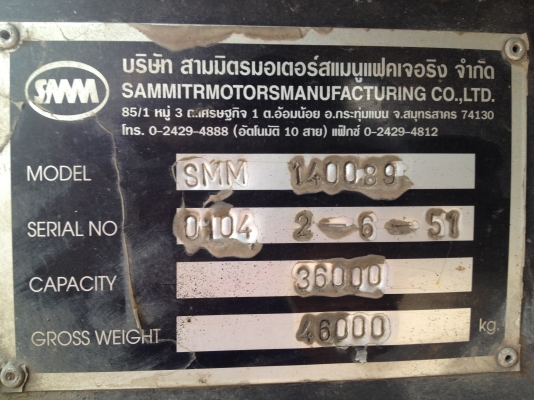 SMM
บริษัท สามมิตรมอเตอร์สแมนูแฟคเจอริง จำกัด
SAMMITRMOTORSMANUFACTURING CO.,LTD.
85/1 หมู่ 3 ถ.เศรษฐกิจ 1 ต.อ้อมน้อย อ.กระทุ่มแบน จ.สมุทรสาคร 74130
โทร. 0-2429-4888 (อัตโนมัติ 10 สาย) แฟ็กซ์ 0-2429-4812
MODEL SMM 140089
SERIAL NO 0104 2-6-51
CAPACITY 36000
GROSS WEIGHT 46000 kg.